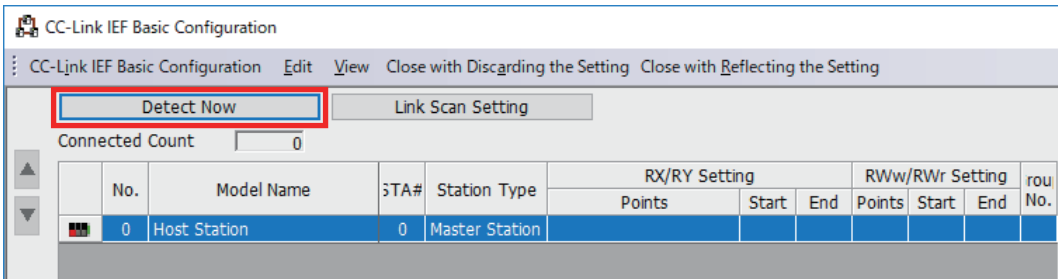 CC-Link IEF Basic Configuration
CC-Link IEF Basic Configuration Edit View Close with Discarding the Setting Close with Reflecting the Setting
Detect Now Link Scan Setting
Connected Count 0
No. Model Name STA# Station Type RX/RY Setting RWw/RWr Setting rou
Points Start End Points Start End No.
0 Host Station 0 Master Station